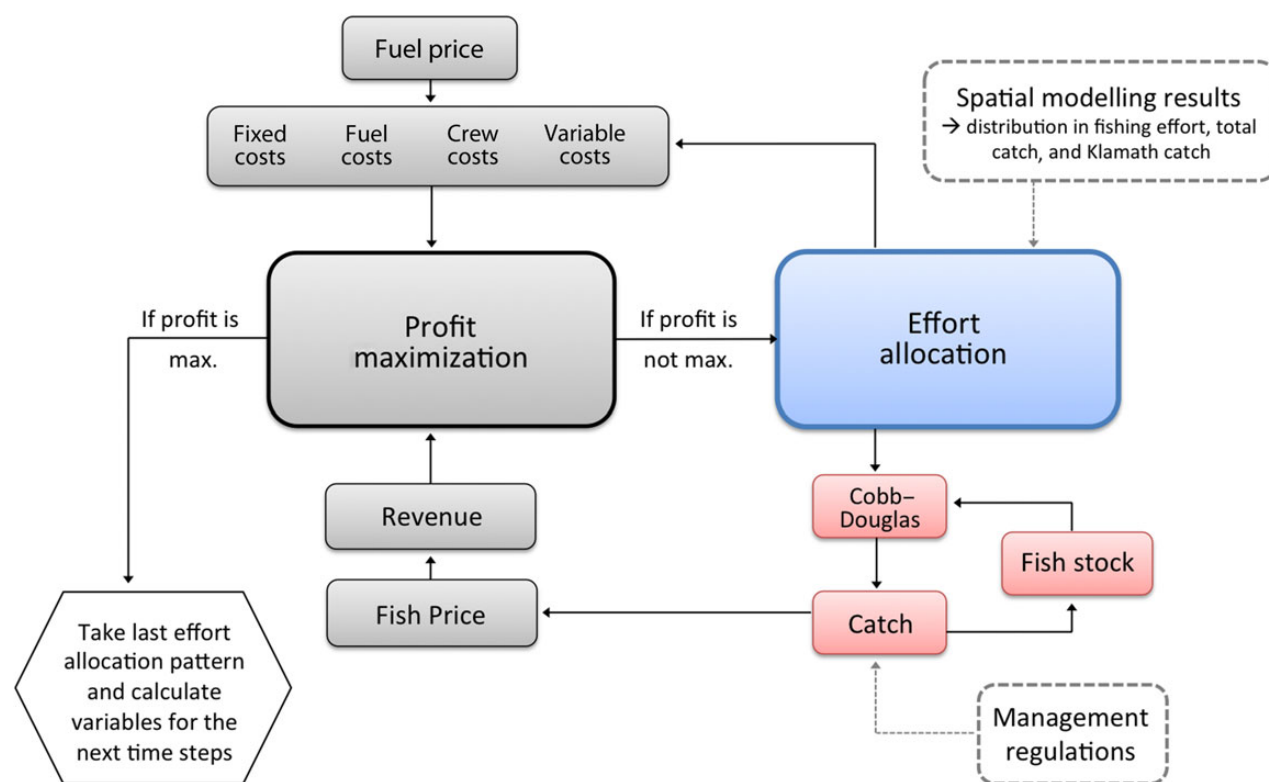 Fuel price
Fixed costs
Fuel costs
Crew costs
Variable costs
Spatial modelling results
→ distribution in fishing effort, total
catch, and Klamath catch
If profit is
max.
Profit
maximization
If profit is
not max.
Effort
allocation
Revenue
Cobb–
Douglas
Fish stock
Fish Price
Catch
Take last effort
allocation pattern
and calculate
variables for the
next time steps
Management
regulations